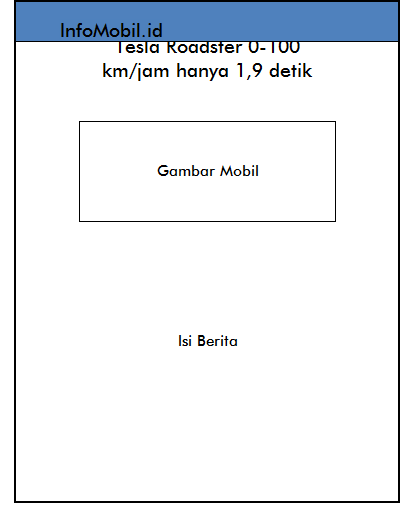 InfoMobil.id
Tesla Roadster 0-100
km/jam hanya 1,9 detik
Gambar Mobil
Isi Berita